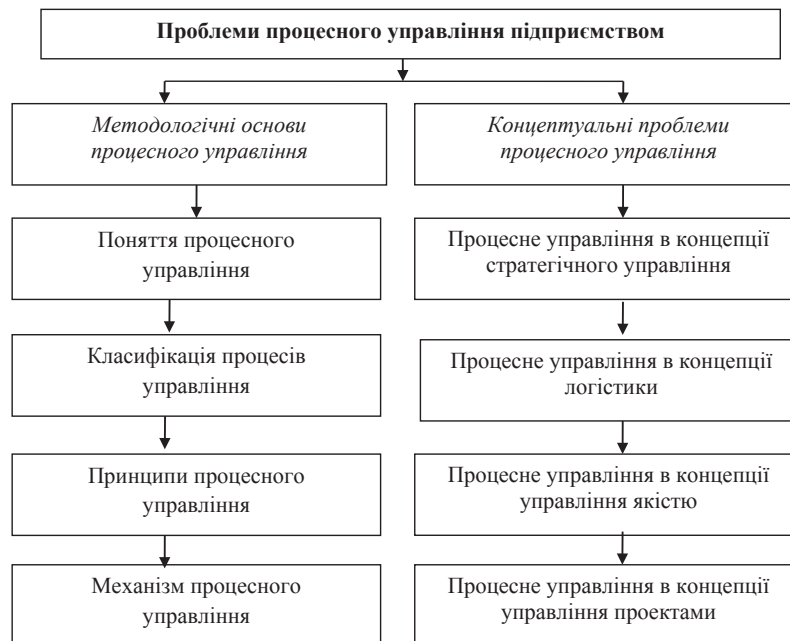 Проблеми процесного управління підприємством
Методологічні основи
процесного управління
Поняття процесного
управління
Класифікація процесів
управління
Принципи процесного
управління
Механізм процесного
управління
Концептуальні проблеми
процесного управління
Процесне управління в концепції
стратегічного управління
Процесне управління в концепції
логістики
Процесне управління в концепції
управління якістю
Процесне управління в концепції
управління проектами